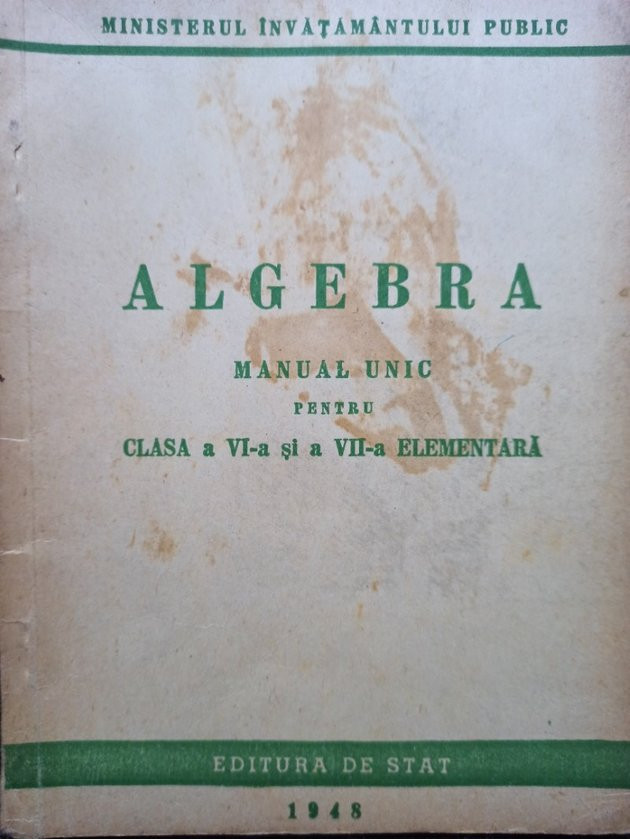 MINISTERUL ÎNVĂȚĂMÂNTULUI PUBLIC
ALGEBRA
MANUAL UNIC
PENTRU
CLASA a VI-a și a VII-a ELEMENTARĂ
EDITURA DE STAT
1948